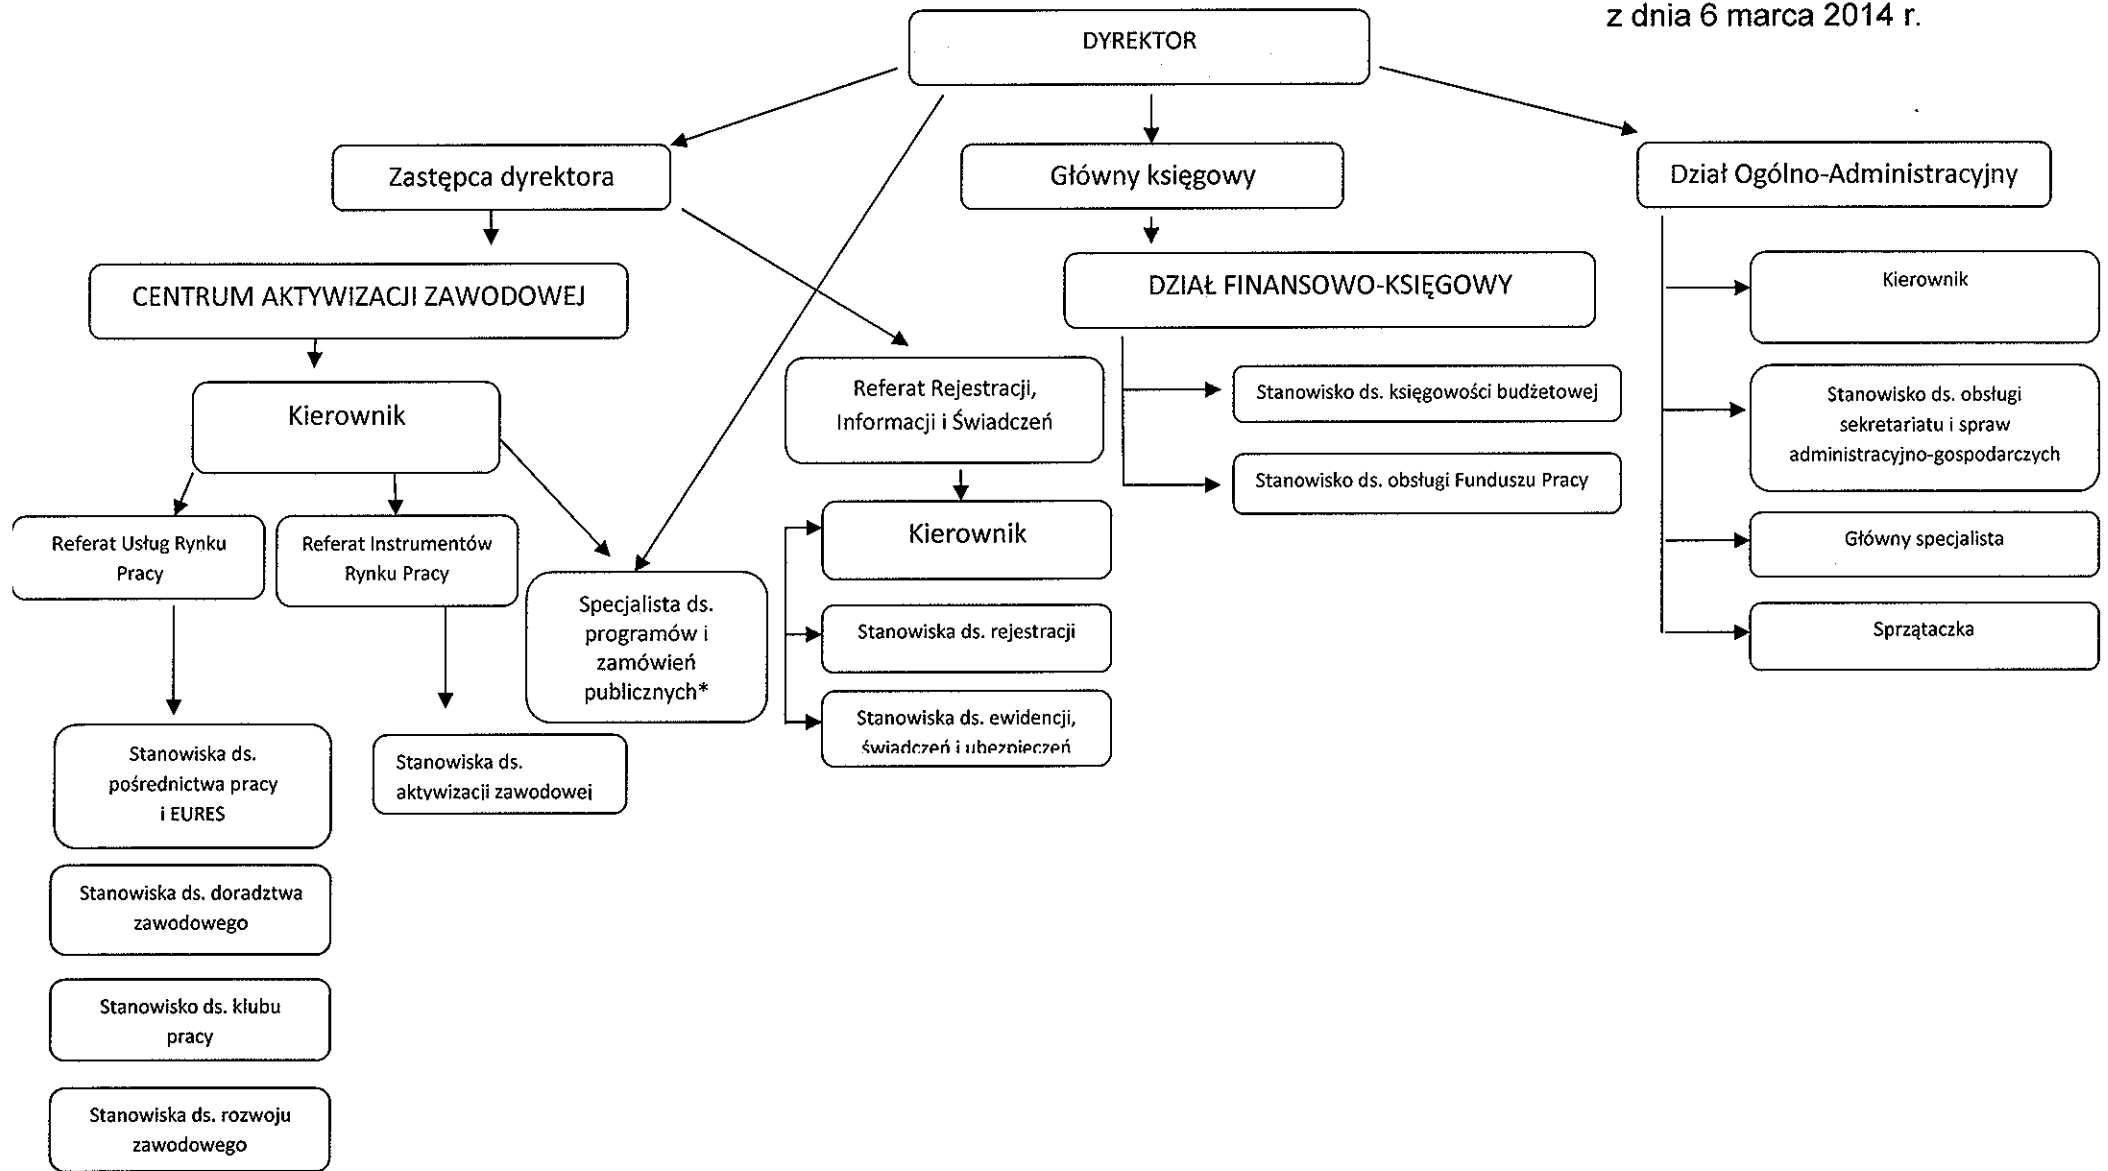 z dnia 6 marca 2014 r.
DYREKTOR
Zastępca dyrektora
Główny księgowy
Dział Ogólno-Administracyjny
CENTRUM AKTYWIZACJI ZAWODOWEJ
DZIAŁ FINANSOWO-KSIĘGOWY
Kierownik
Kierownik
Referat Rejestracji,
Informacji i Świadczeń
Stanowisko ds. księgowości budżetowej
Stanowisko ds. obsługi
sekretariatu i spraw
administracyjno-gospodarczych
Stanowisko ds. obsługi Funduszu Pracy
Referat Usług Rynku
Pracy
Referat Instrumentów
Rynku Pracy
Specjalista ds.
programów i
zamówień
publicznych*
Kierownik
Główny specjalista
Stanowiska ds. rejestracji
Sprzątaczka
Stanowiska ds. ewidencji,
świadczeń i ubezpieczeń
Stanowiska ds.
pośrednictwa pracy
i EURES
Stanowiska ds.
aktywizacji zawodowej
Stanowiska ds. doradztwa
zawodowego
Stanowisko ds. klubu
pracy
Stanowiska ds. rozwoju
zawodowego